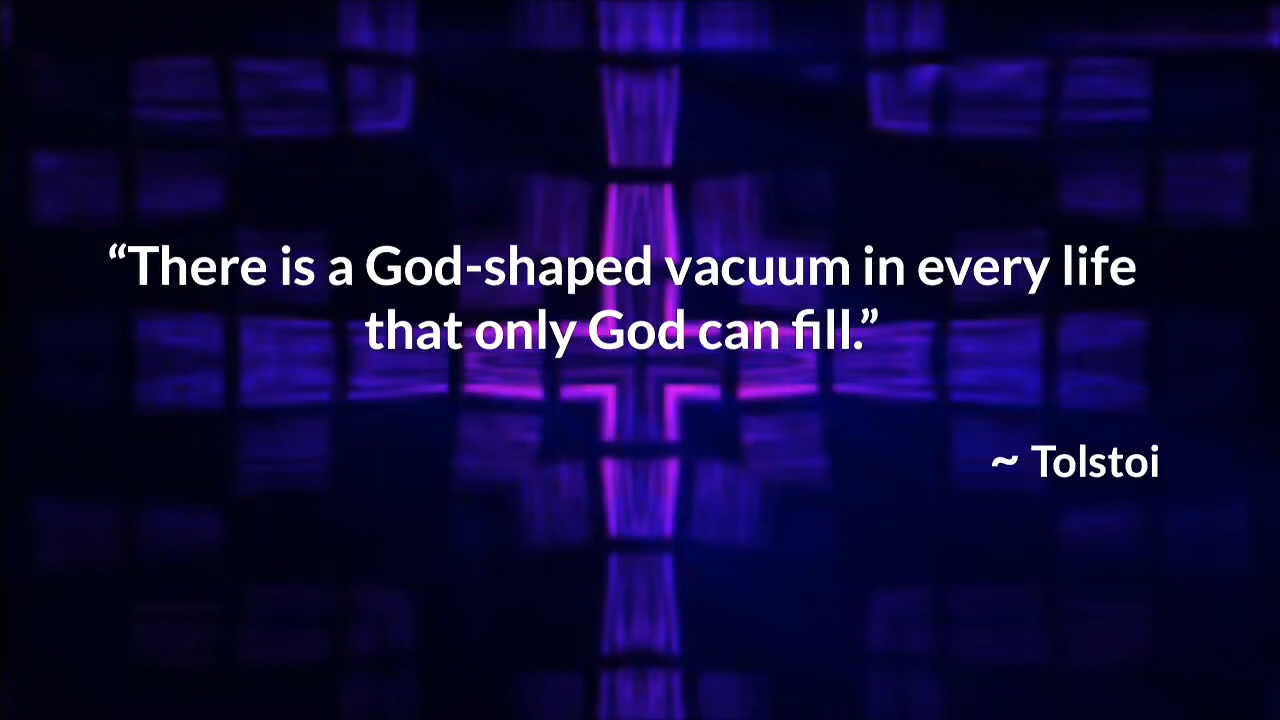 “There is a God-shaped vacuum in every life
that only God can fill.”
~ Tolstoi